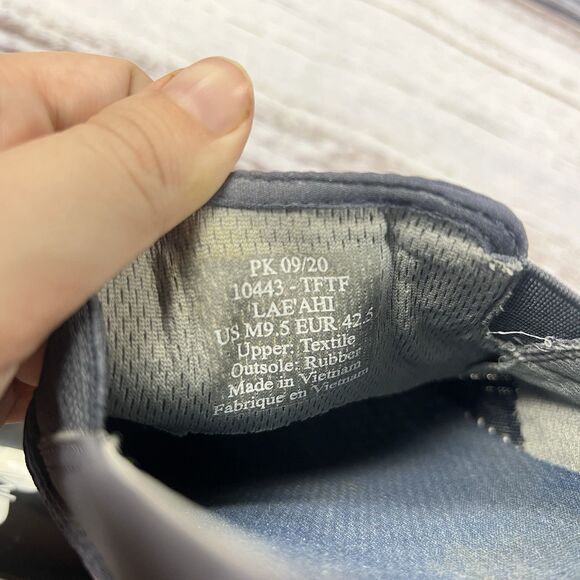 PK 09/20
10443 - TFTF
LAE'AHI
US M9.5 EUR 42.5
Upper: Textile
Outsole: Rubber
Made in Vietnam
Fabriqué en Vietnam